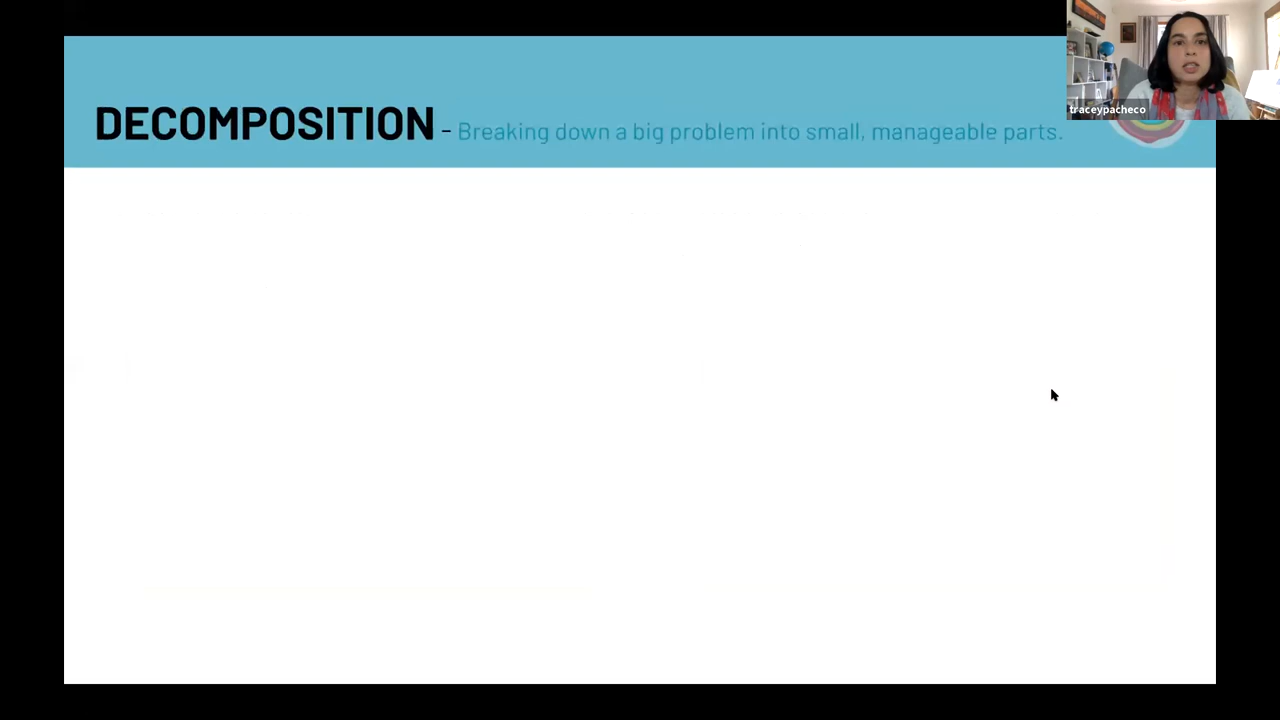 traceypacheco
DECOMPOSITION - Breaking down a big problem into small, manageable parts.